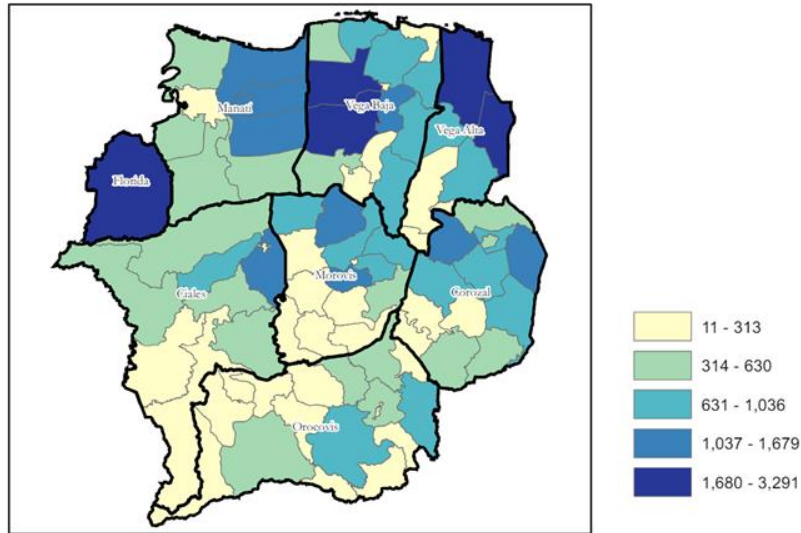 Manatí
Vega Baja
Vega Alta
Florida
Ciales
Morovis
Corozal
Orocovis
11 - 313
314 - 630
631 - 1,036
1,037 - 1,679
1,680 - 3,291